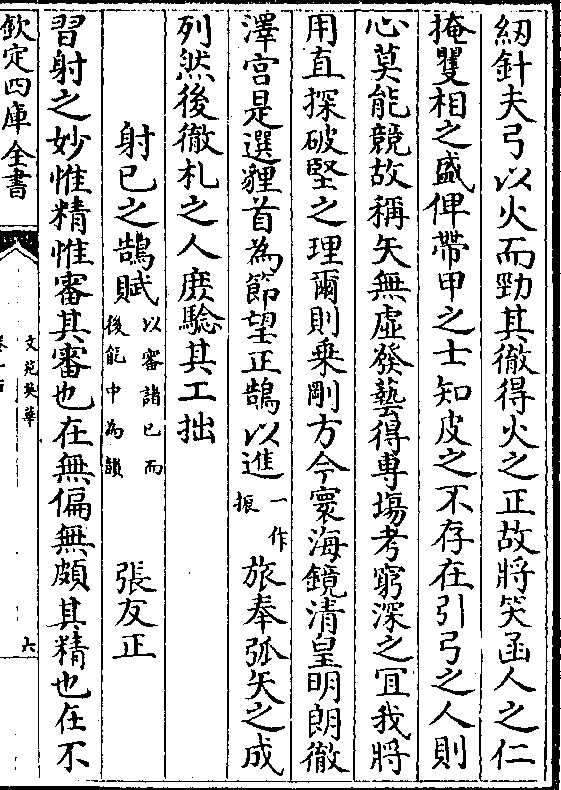 紉針夫弓以火而勁其徹得火之正故將笑函人之仁
掩矍相之盛俾帶甲之士知皮之不存在引弓之人則
心莫能競故稱矢無虚發藝得專場考窮深之宜我將
用直探破堅之理爾則乗剛方今寰海鏡清皇明朗徹
澤宫是選貍首為節望正鵠以進一作振旅奉弧矢之成
列然後徹札之人庻騐其工拙
射已之鵠賦以審諸已而後能中為韻 張友正
習射之妙惟精惟審其審也在無偏無頗其精也在不
欽定四庫全書
文苑英華
六